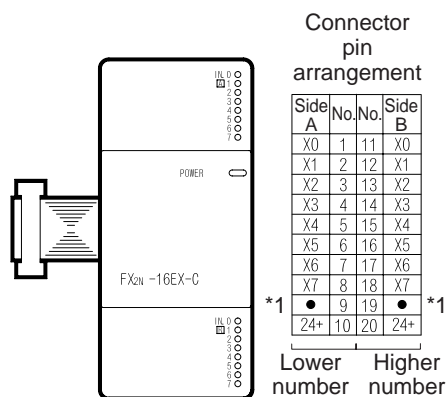 Connector
pin
arrangement
IN 0
A 1
2
3
4
5
6
7
POWER
FX2N -16EX-C
IN 0
B 1
2
3
4
5
6
7
Side A No. No. Side B
X0 1 11 X0
X1 2 12 X1
X2 3 13 X2
X3 4 14 X3
X4 5 15 X4
X5 6 16 X5
X6 7 17 X6
X7 8 18 X7
*1 ● 9 19 ● *1
24+ 10 20 24+
Lower Higher
number number